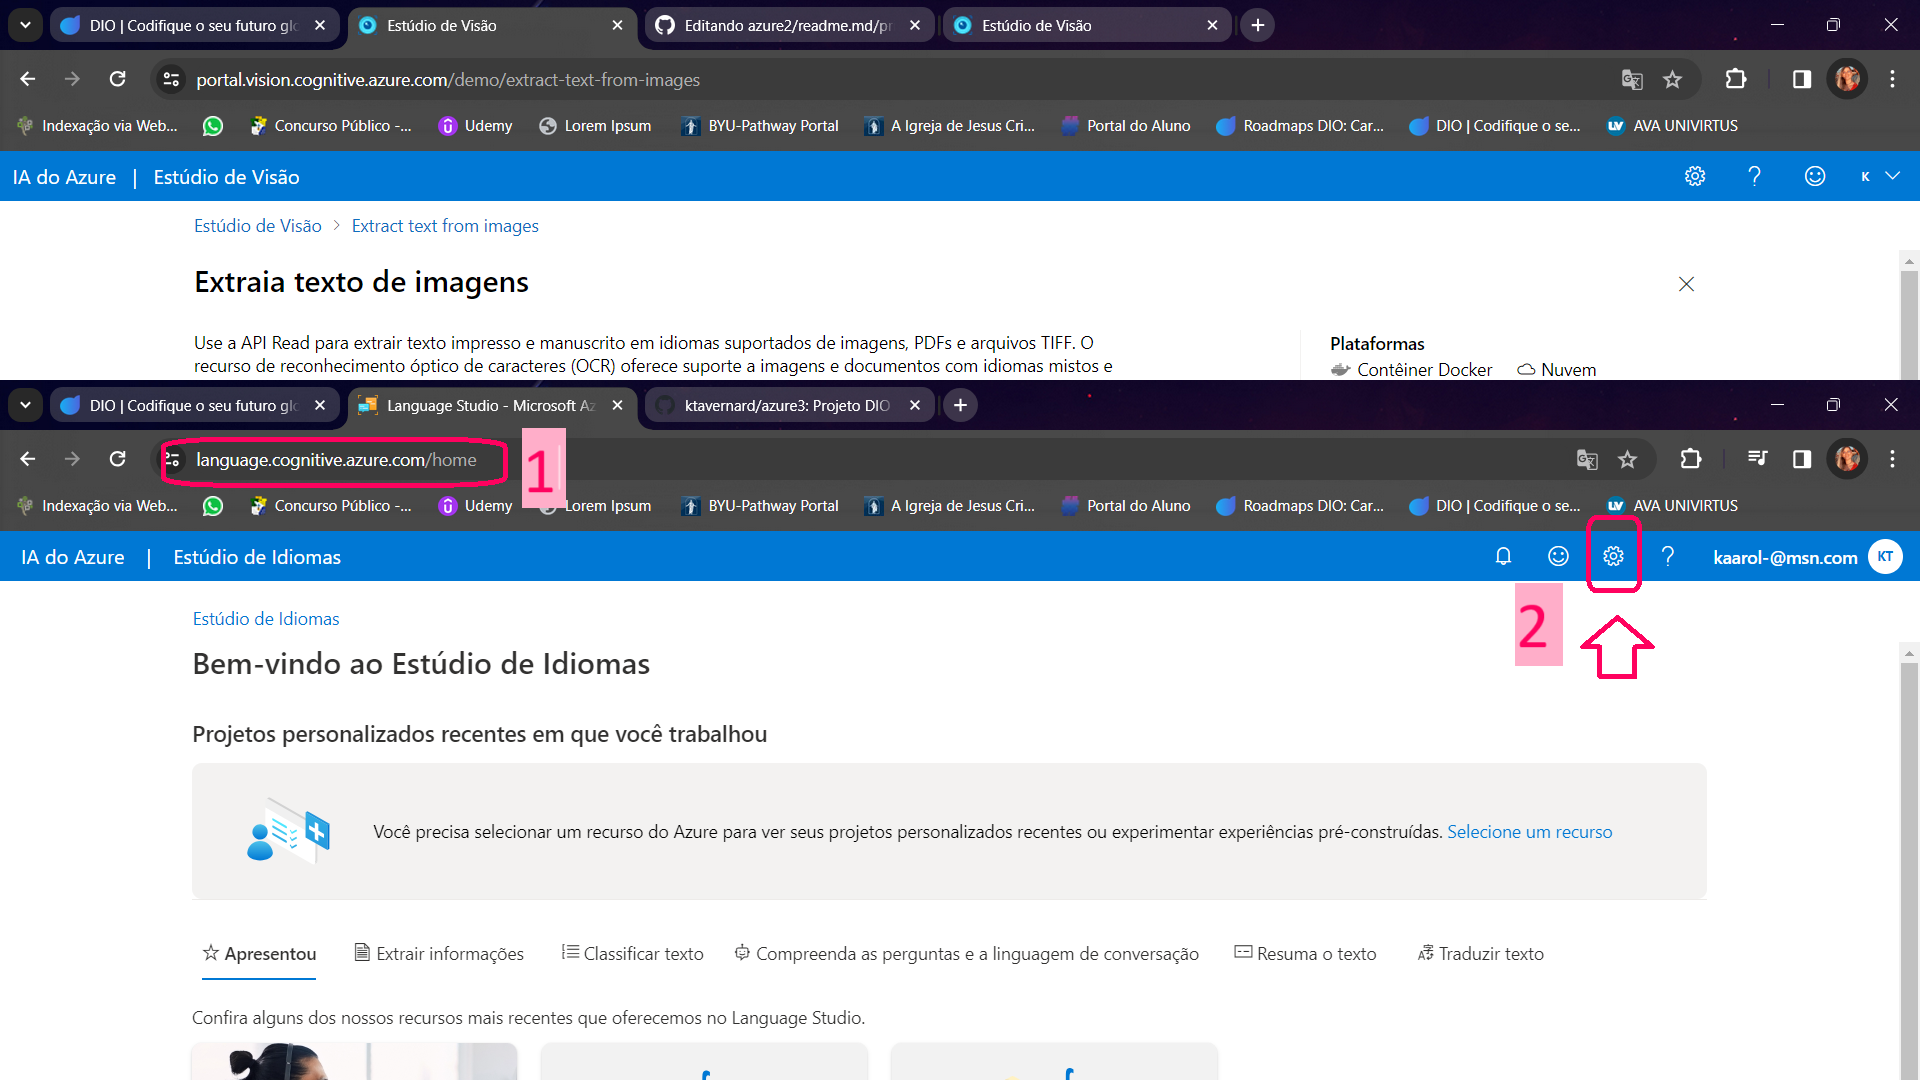 DIO | Codifique o seu futuro glo
Estúdio de Visão
Editando azure2/readme.md/pr
Estúdio de Visão
portal.vision.cognitive.azure.com/demo/extract-text-from-images
Indexação via Web...
Concurso Público -...
Udemy
Lorem Ipsum
BYU-Pathway Portal
A Igreja de Jesus Cri...
Portal do Aluno
Roadmaps DIO: Car...
DIO | Codifique o se...
AVA UNIVIRTUS
IA do Azure | Estúdio de Visão
K
Estúdio de Visão > Extract text from images
Extraia texto de imagens
Use a API Read para extrair texto impresso e manuscrito em idiomas suportados de imagens, PDFs e arquivos TIFF. O
recurso de reconhecimento óptico de caracteres (OCR) oferece suporte a imagens e documentos com idiomas mistos e
Plataformas
Contêiner Docker
Nuvem
DIO | Codifique o seu futuro glo
Language Studio - Microsoft Az
ktavernard/azure3: Projeto DIO
language.cognitive.azure.com/home
1
Indexação via Web...
Concurso Público -...
Udemy
Lorem Ipsum
BYU-Pathway Portal
A Igreja de Jesus Cri...
Portal do Aluno
Roadmaps DIO: Car...
DIO | Codifique o se...
AVA UNIVIRTUS
IA do Azure | Estúdio de Idiomas
kaarol-@msn.com
KT
2
Estúdio de Idiomas
Bem-vindo ao Estúdio de Idiomas
Projetos personalizados recentes em que você trabalhou
Você precisa selecionar um recurso do Azure para ver seus projetos personalizados recentes ou experimentar experiências pré-construídas. Selecione um recurso
Apresentou
Extrair informações
Classificar texto
Compreenda as perguntas e a linguagem de conversação
Resuma o texto
Traduzir texto
Confira alguns dos nossos recursos mais recentes que oferecemos no Language Studio.